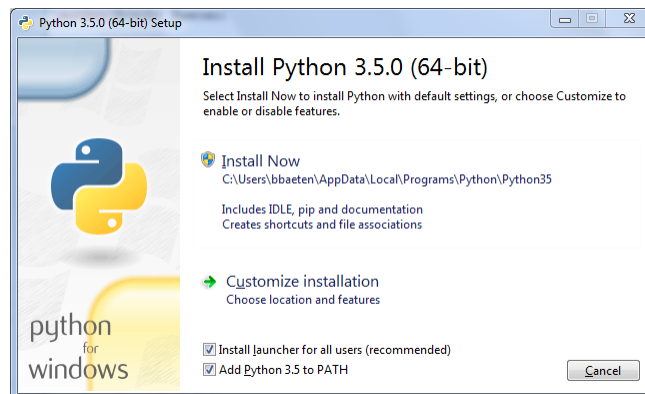 Python 3.5.0 (64-bit) Setup
Install Python 3.5.0 (64-bit)
Select Install Now to install Python with default settings, or choose Customize to
enable or disable features.
Install Now
C:\Users\bbaeten\AppData\Local\Programs\Python\Python35
Includes IDLE, pip and documentation
Creates shortcuts and file associations
Customize installation
Choose location and features
python
for
windows
Install launcher for all users (recommended)
Add Python 3.5 to PATH
Cancel